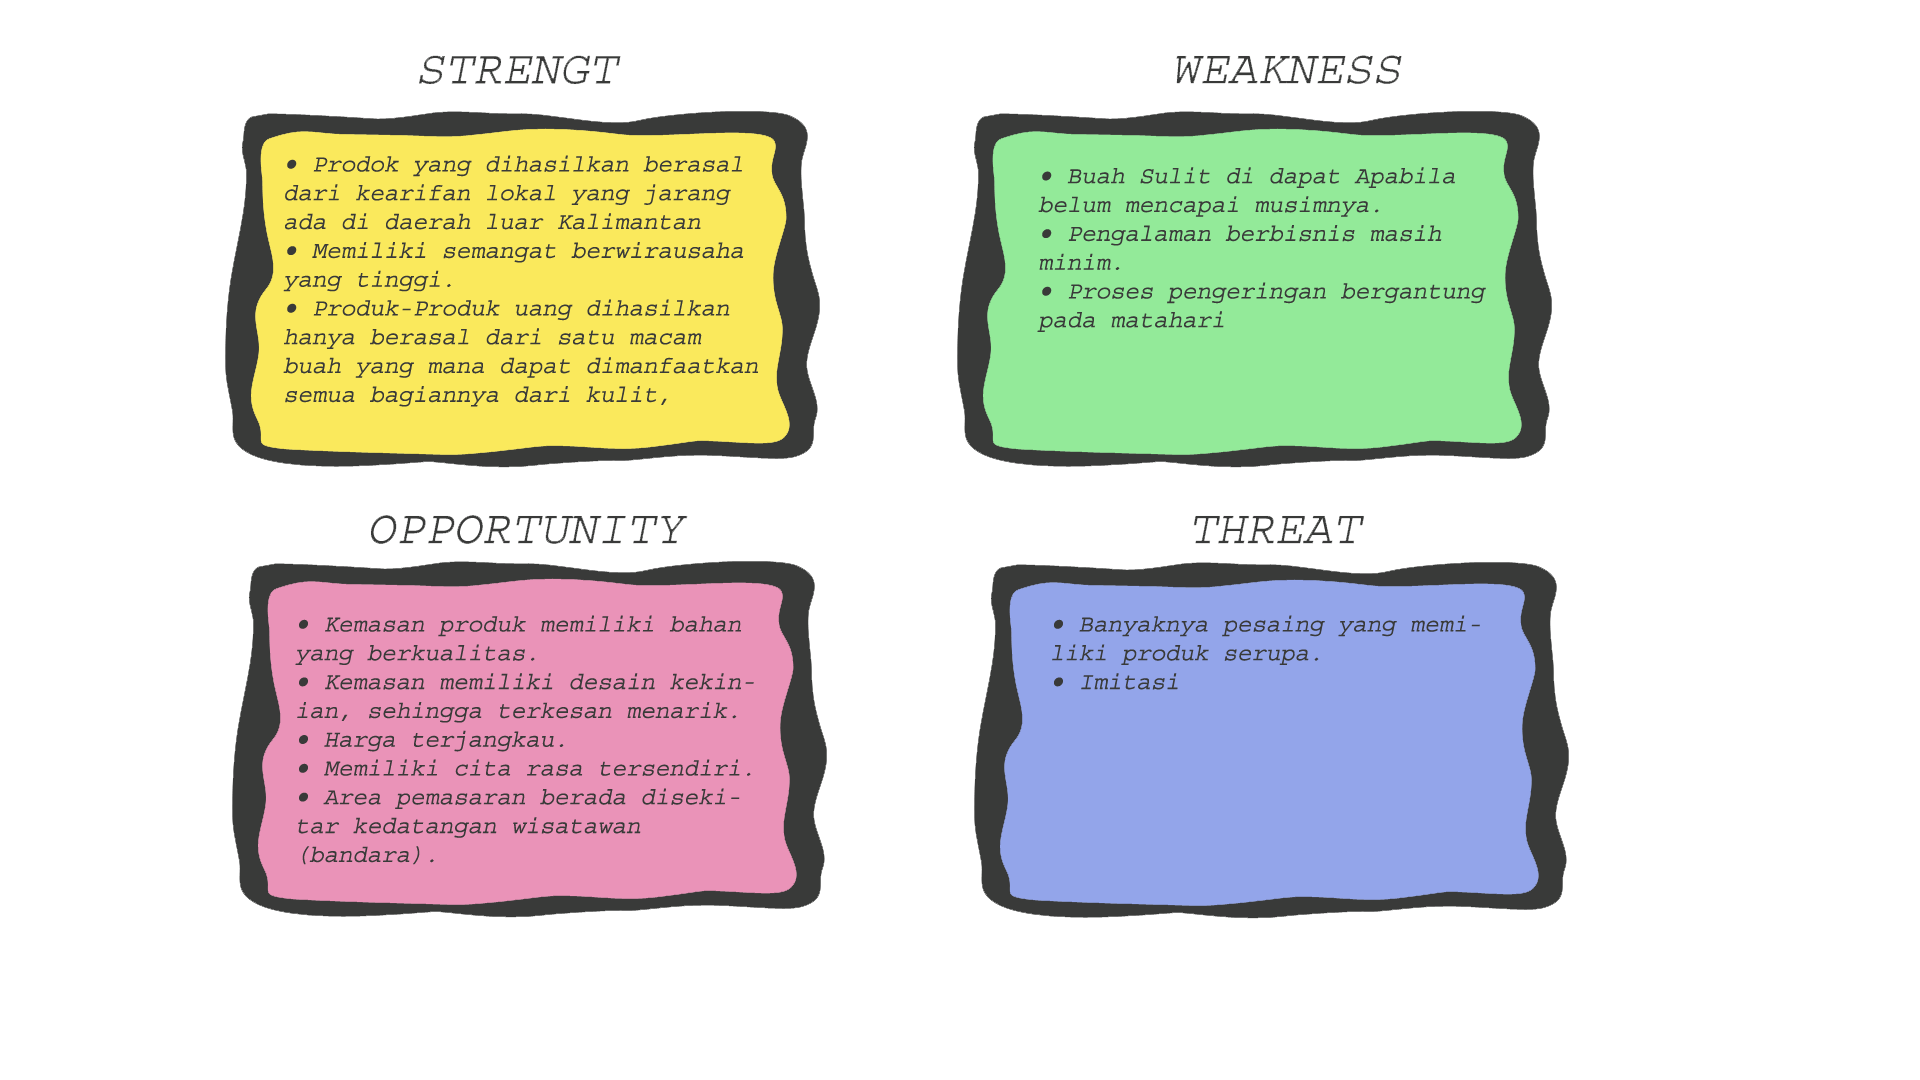 STRENGT
• Prodok yang dihasilkan berasal
dari kearifan lokal yang jarang
ada di daerah luar Kalimantan
• Memiliki semangat berwirausaha
yang tinggi.
• Produk-Produk uang dihasilkan
hanya berasal dari satu macam
buah yang mana dapat dimanfaatkan
semua bagiannya dari kulit,
WEAKNESS
• Buah Sulit di dapat Apabila
belum mencapai musimnya.
• Pengalaman berbisnis masih
minim.
• Proses pengeringan bergantung
pada matahari
OPPORTUNITY
• Kemasan produk memiliki bahan
yang berkualitas.
• Kemasan memiliki desain kekin-
ian, sehingga terkesan menarik.
• Harga terjangkau.
• Memiliki cita rasa tersendiri.
• Area pemasaran berada diseki-
tar kedatangan wisatawan
(bandara).
THREAT
• Banyaknya pesaing yang memi-
liki produk serupa.
• Imitasi